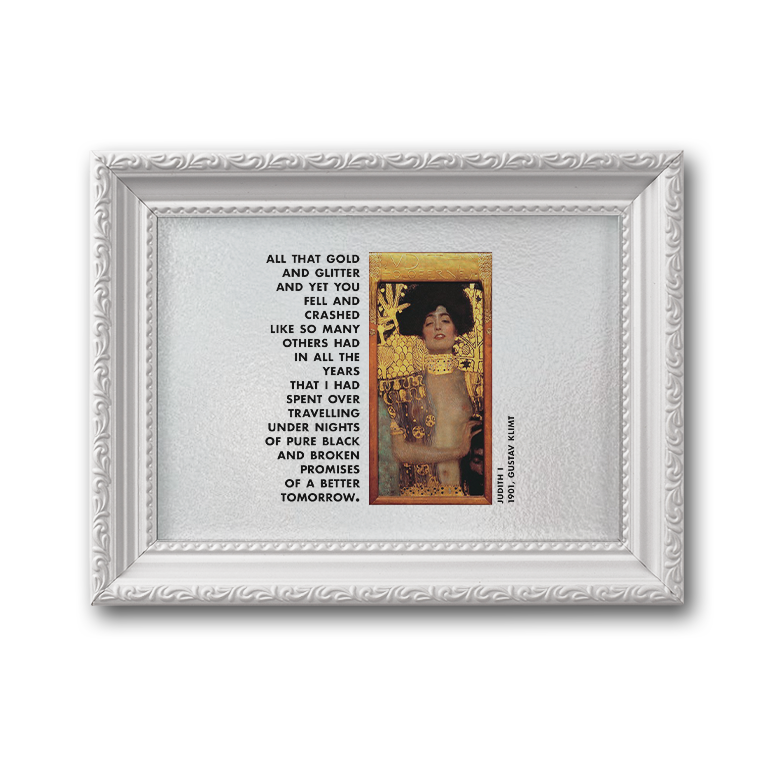 ALL THAT GOLD
AND GLITTER
AND YET YOU
FELL AND
CRASHED
LIKE SO MANY
OTHERS HAD
IN ALL THE
YEARS
THAT I HAD
SPENT OVER
TRAVELLING
UNDER NIGHTS
OF PURE BLACK
AND BROKEN
PROMISES
OF A BETTER
TOMORROW.
JUDITH I
1901, GUSTAV KLIMT